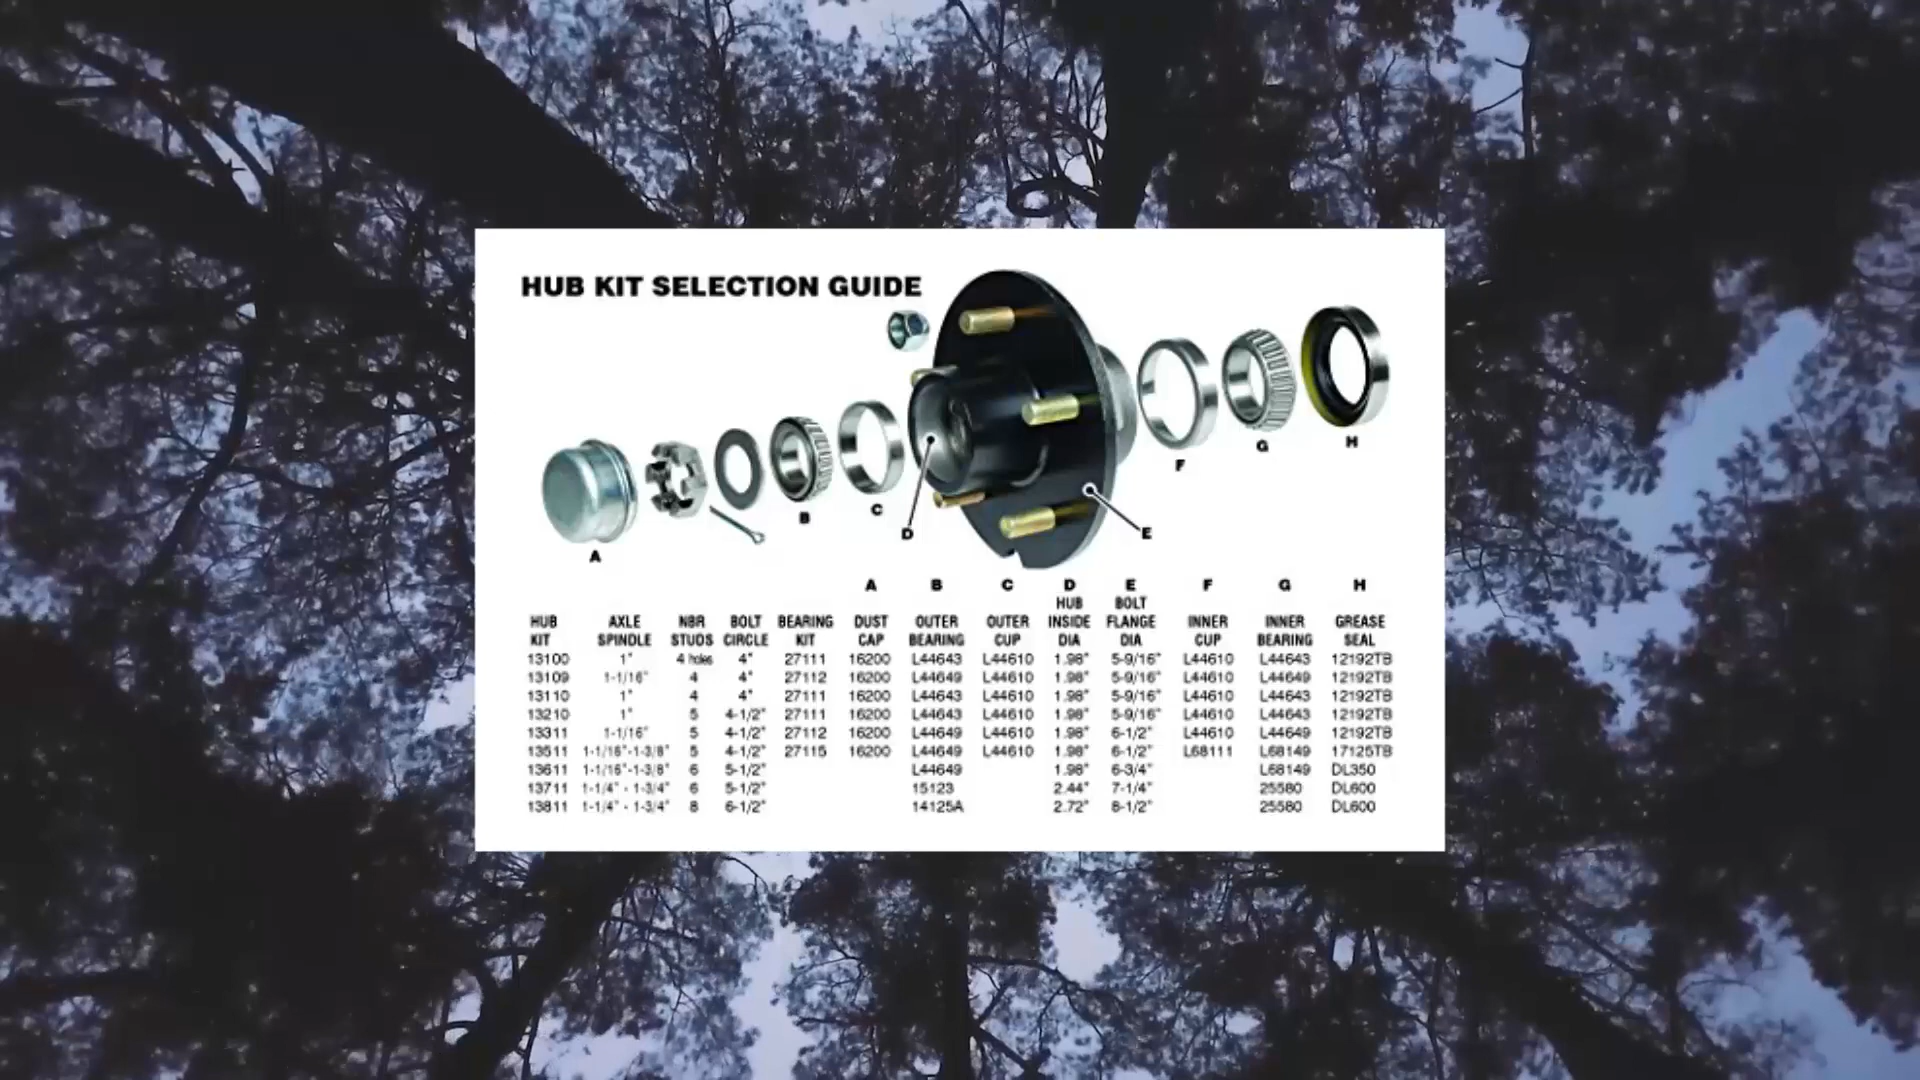 HUB KIT SELECTION GUIDE
A
B
C
D
E
F
G
H
A B C D E F G H
HUB BOLT
HUB AXLE NBR BOLT BEARING DUST OUTER OUTER INSIDE FLANGE INNER INNER GREASE
KIT SPINDLE STUDS CIRCLE KIT CAP BEARING CUP DIA DIA CUP BEARING SEAL
13100 1" 4 holes 4" 27111 16200 L44643 L44610 1.98" 5-9/16" L44610 L44643 12192TB
13109 1-1/16" 4 4" 27112 16200 L44649 L44610 1.98" 5-9/16" L44610 L44649 12192TB
13110 1" 4 4" 27111 16200 L44643 L44610 1.98" 5-9/16" L44610 L44643 12192TB
13210 1" 5 4-1/2" 27111 16200 L44643 L44610 1.98" 5-9/16" L44610 L44643 12192TB
13311 1-1/16" 5 4-1/2" 27112 16200 L44649 L44610 1.98" 6-1/2" L44610 L44649 12192TB
13511 1-1/16"-1-3/8" 5 4-1/2" 27115 16200 L44649 L44610 1.98" 6-1/2" L68111 L68149 17125TB
13611 1-1/16"-1-3/8" 6 5-1/2" L44649 1.98" 6-3/4" L68149 DL350
13711 1-1/4" - 1-3/4" 6 5-1/2" 15123 2.44" 7-1/4" 25580 DL600
13811 1-1/4" - 1-3/4" 8 6-1/2" 14125A 2.72" 8-1/2" 25580 DL600